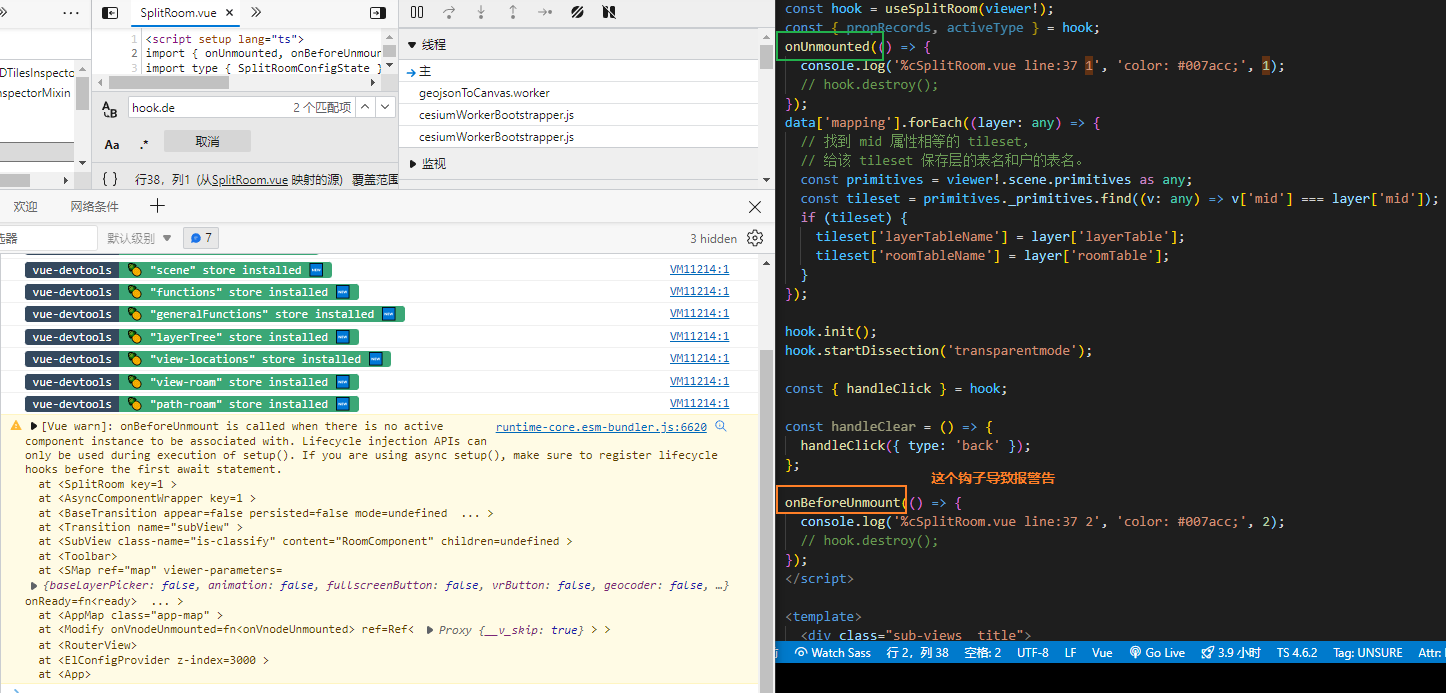 SplitRoom.vue
1 <script setup lang="ts">
2 import { onUnmounted, onBeforeUnmoun
3 import type { SplitRoomConfigState }
DTilesInspecto
nspectorMixin
hook.de
2 个匹配项
Aa
.*
取消
{ } 行38，列1 (从SplitRoom.vue 映射的源) 覆盖范围
线程
主
geojsonToCanvas.worker
cesiumWorkerBootstrapper.js
cesiumWorkerBootstrapper.js
监视
欢迎
网络条件
选器
默认级别
7
3 hidden
vue-devtools "scene" store installed VM11214:1
vue-devtools "functions" store installed VM11214:1
vue-devtools "generalFunctions" store installed VM11214:1
vue-devtools "layerTree" store installed VM11214:1
vue-devtools "view-locations" store installed VM11214:1
vue-devtools "view-roam" store installed VM11214:1
vue-devtools "path-roam" store installed VM11214:1
[Vue warn]: onBeforeUnmount is called when there is no active runtime-core.esm-bundler.js:6620
component instance to be associated with. Lifecycle injection APIs can
only be used during execution of setup(). If you are using async setup(), make sure to register lifecycle
hooks before the first await statement.
at <SplitRoom key=1 >
at <AsyncComponentWrapper key=1 >
at <BaseTransition appear=false persisted=false mode=undefined ... >
at <Transition name="subView" >
at <SubView class-name="is-classify" content="RoomComponent" children=undefined >
at <Toolbar>
at <SMap ref="map" viewer-parameters=
{baseLayerPicker: false, animation: false, fullscreenButton: false, vrButton: false, geocoder: false, …}
onReady=fn<ready> ... >
at <AppMap class="app-map" >
at <Modify onVnodeUnmounted=fn<onVnodeUnmounted> ref=Ref< Proxy {__v_skip: true} > >
at <RouterView>
at <ElConfigProvider z-index=3000 >
at <App>
const hook = useSplitRoom(viewer!);
const { propRecords, activeType } = hook;
onUnmounted(() => {
console.log('%cSplitRoom.vue line:37 1', 'color: #007acc;', 1);
// hook.destroy();
});
data['mapping'].forEach((layer: any) => {
// 找到 mid 属性相等的 tileset，
// 给该 tileset 保存层的表名和户的表名。
const primitives = viewer!.scene.primitives as any;
const tileset = primitives._primitives.find((v: any) => v['mid'] === layer['mid']);
if (tileset) {
tileset['layerTableName'] = layer['layerTable'];
tileset['roomTableName'] = layer['roomTable'];
}
});
hook.init();
hook.startDissection('transparentmode');
const { handleClick } = hook;
const handleClear = () => {
handleClick({ type: 'back' });
};
这个钩子导致报警告
onBeforeUnmount(() => {
console.log('%cSplitRoom.vue line:37 2', 'color: #007acc;', 2);
// hook.destroy();
});
</script>
<template>
<div class="sub-views__title">
Watch Sass 行 2，列 38 空格: 2 UTF-8 LF Vue Go Live 3.9 小时 TS 4.6.2 Tag: UNSURE Attr: